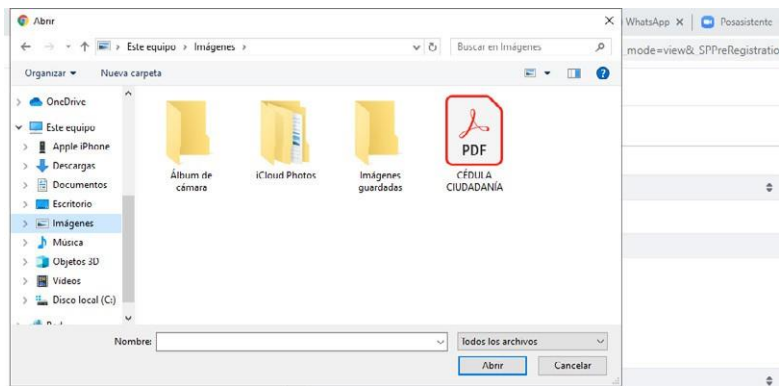 Abrir
WhatsApp
Posasistente
Este equipo > Imágenes >
Buscar en Imágenes
mode=view&_SPPreRegistratio
Organizar
Nueva carpeta
OneDrive
Este equipo
Apple iPhone
Descargas
Documentos
Escritorio
Imágenes
Música
Objetos 3D
Vídeos
Disco local (C:)
Álbum de
cámara
iCloud Photos
Imágenes
guardadas
PDF
CÉDULA
CIUDADANÍA
Nombre:
Todos los archivos
Abrir
Cancelar